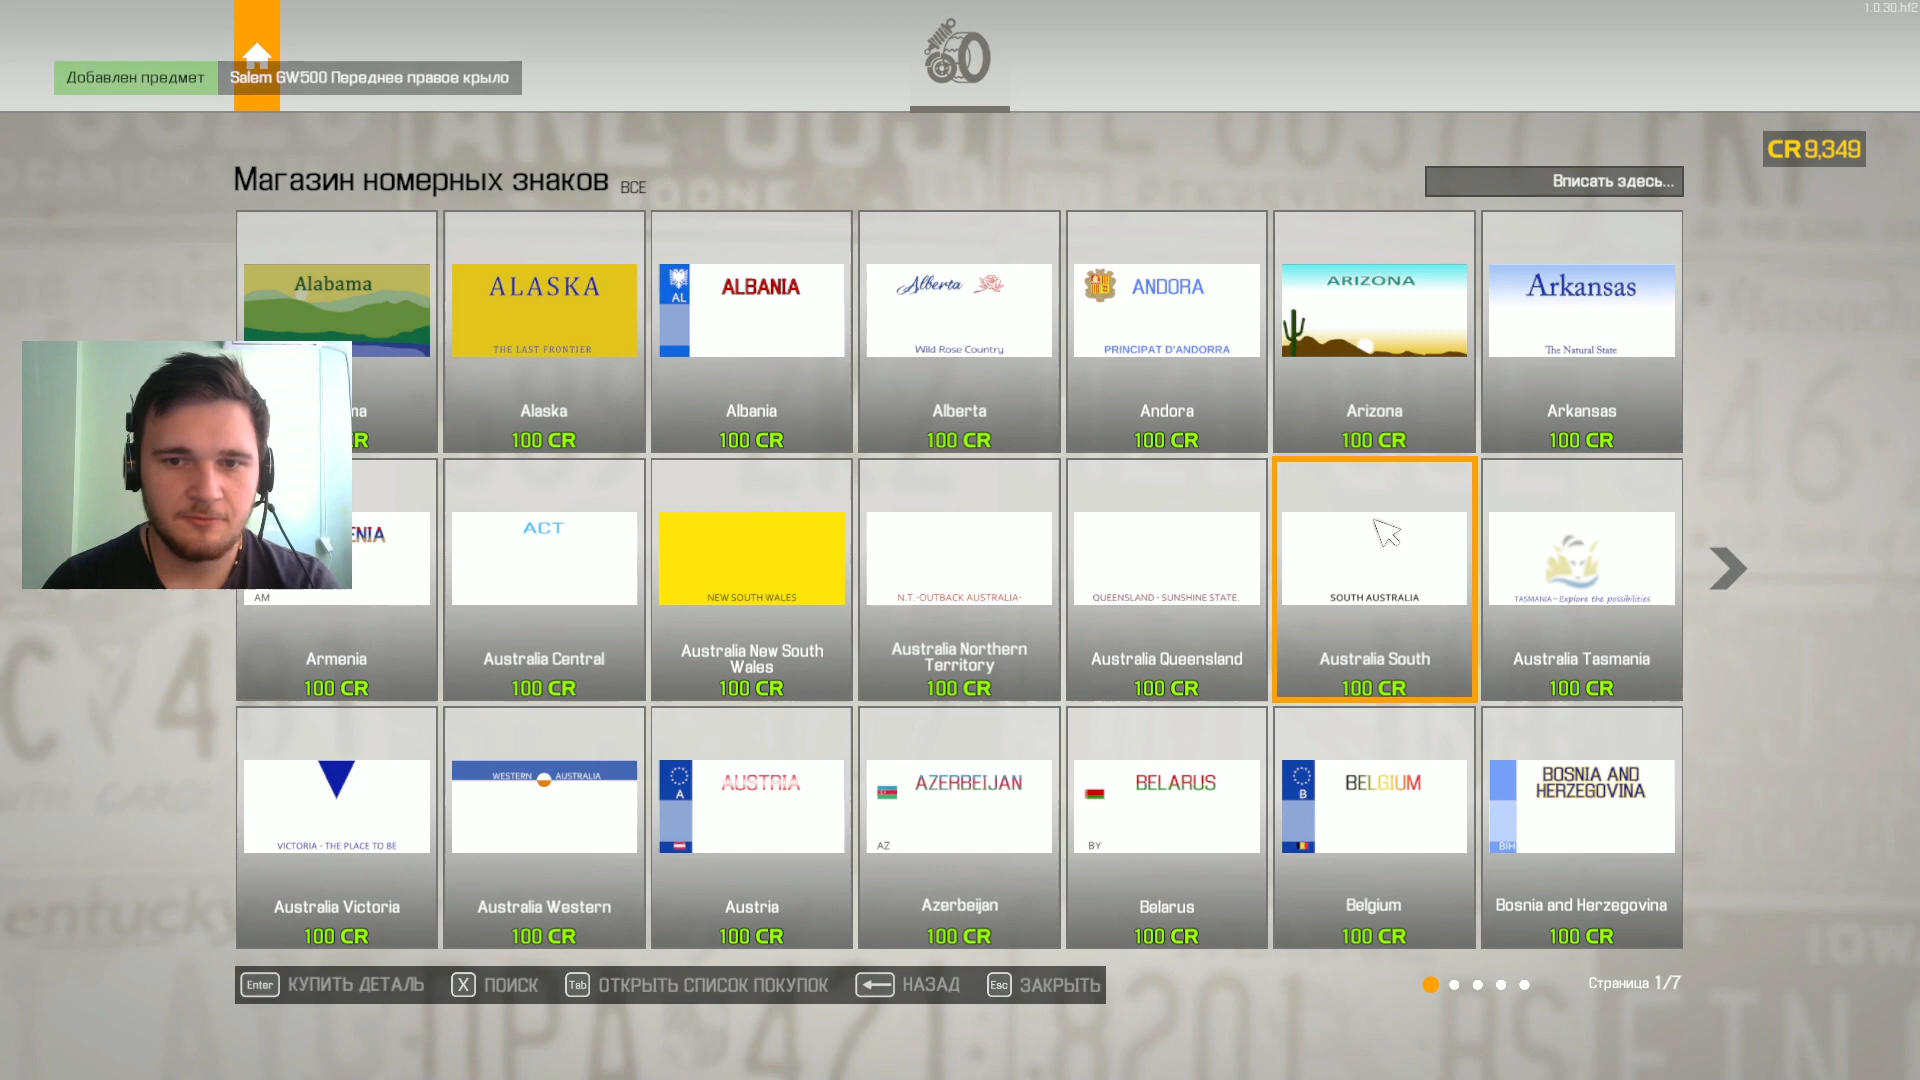 1.0.30.hf2
Добавлен предмет Salem GW500 Переднее правое крыло
CR 9,349
Магазин номерных знаков ВСЕ
Вписать здесь...
Alabama
ALASKA
THE LAST FRONTIER
AL
ALBANIA
Alberta
Wild Rose Country
ANDORA
PRINCIPAT D'ANDORRA
ARIZONA
Arkansas
The Natural State
ma
Alaska
Albania
Alberta
Andora
Arizona
Arkansas
CR
100 CR
100 CR
100 CR
100 CR
100 CR
100 CR
ENIA
AM
ACT
NEW SOUTH WALES
N.T.-OUTBACK AUSTRALIA-
QUEENSLAND - SUNSHINE STATE.
SOUTH AUSTRALIA
TASMANIA - Explore the possibilities
Armenia
Australia Central
Australia New South
Wales
Australia Northern
Territory
Australia Queensland
Australia South
Australia Tasmania
100 CR
100 CR
100 CR
100 CR
100 CR
100 CR
100 CR
VICTORIA - THE PLACE TO BE
WESTERN AUSTRALIA
A
AUSTRIA
AZERBEIJAN
AZ
BELARUS
BY
B
BELGIUM
BOSNIA AND
HERZEGOVINA
BIH
Australia Victoria
Australia Western
Austria
Azerbeijan
Belarus
Belgium
Bosnia and Herzegovina
100 CR
100 CR
100 CR
100 CR
100 CR
100 CR
100 CR
Enter КУПИТЬ ДЕТАЛЬ X ПОИСК Tab ОТКРЫТЬ СПИСОК ПОКУПОК НАЗАД Esc ЗАКРЫТЬ
Страница 1/7